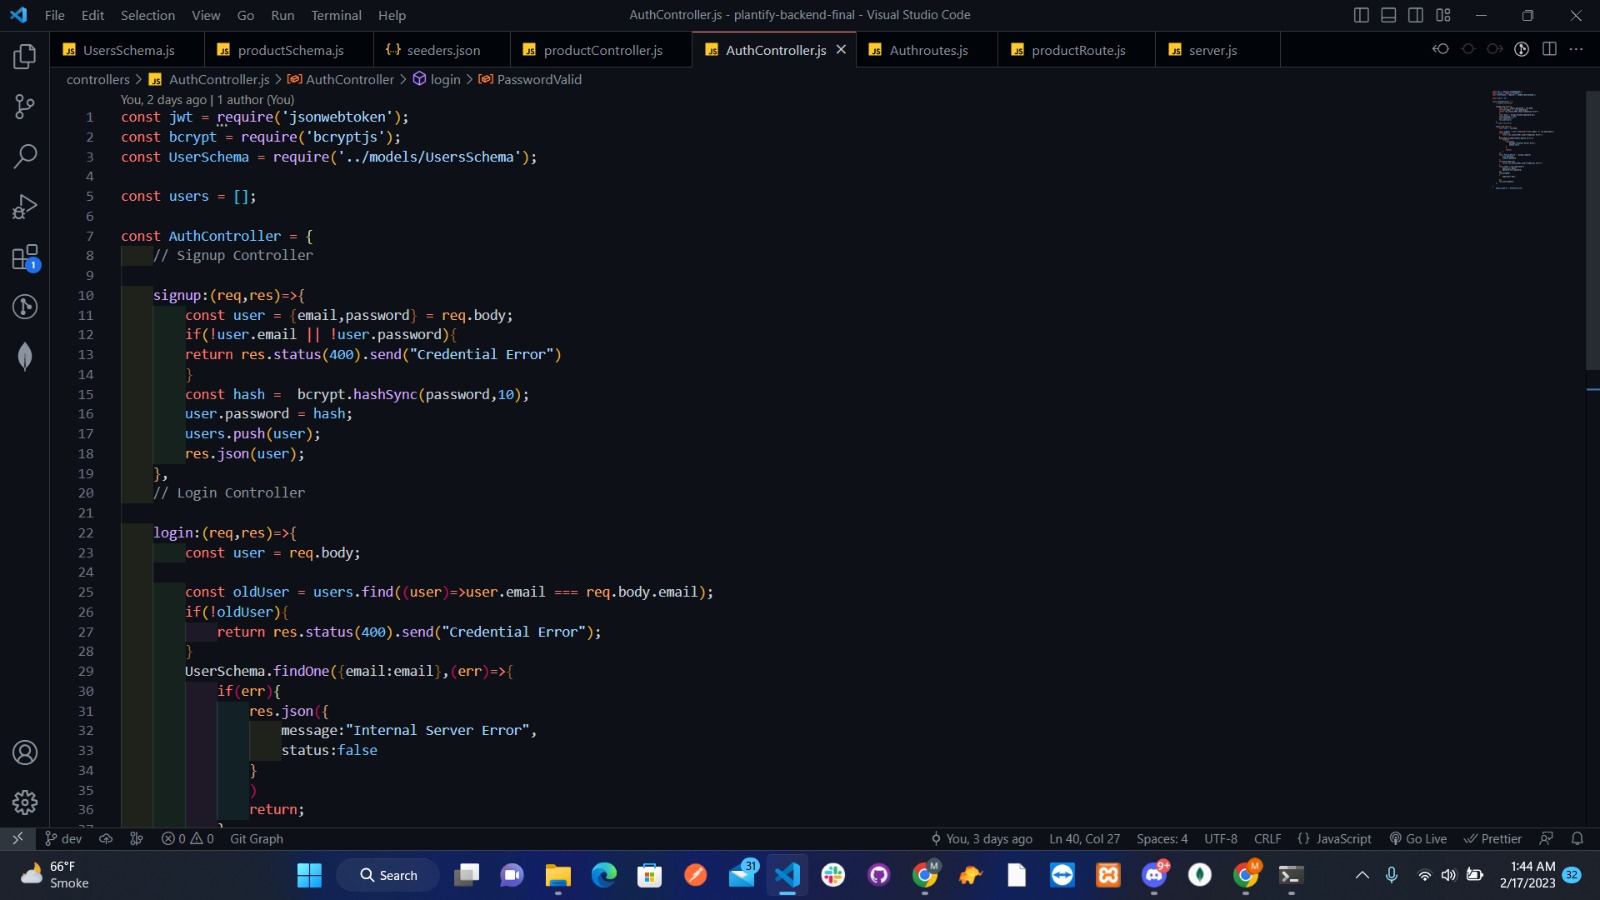 File Edit Selection View Go Run Terminal Help AuthController.js - plantify-backend-final - Visual Studio Code
UsersSchema.js productSchema.js {··} seeders.json productController.js AuthController.js Authroutes.js productRoute.js server.js
controllers > AuthController.js > AuthController > login > PasswordValid
You, 2 days ago | 1 author (You)
1 const jwt = require('jsonwebtoken');
2 const bcrypt = require('bcryptjs');
3 const UserSchema = require('../models/UsersSchema');
4
5 const users = [];
6
7 const AuthController = {
8 // Signup Controller
9
10 signup:(req,res)=>{
11 const user = {email,password} = req.body;
12 if(!user.email || !user.password){
13 return res.status(400).send("Credential Error")
14 }
15 const hash =  bcrypt.hashSync(password,10);
16 user.password = hash;
17 users.push(user);
18 res.json(user);
19 },
20 // Login Controller
21
22 login:(req,res)=>{
23 const user = req.body;
24
25 const oldUser = users.find((user)=>user.email === req.body.email);
26 if(!oldUser){
27 return res.status(400).send("Credential Error");
28 }
29 UserSchema.findOne({email:email},(err)=>{
30 if(err){
31 res.json({
32 message:"Internal Server Error",
33 status:false
34 }
35 )
36 return;
dev 0 0 Git Graph You, 3 days ago Ln 40, Col 27 Spaces: 4 UTF-8 CRLF {} JavaScript Go Live Prettier
66°F
Smoke
Search
31
9+
M
M
1:44 AM
2/17/2023
32
1